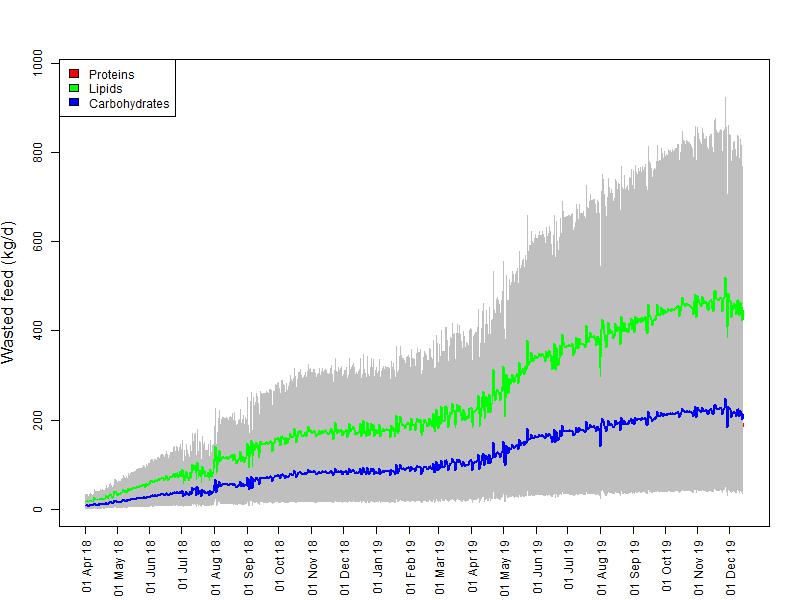 Wasted feed (kg/d)
1000
800
600
400
200
0
Proteins
Lipids
Carbohydrates
01 Apr 18
01 May 18
01 Jun 18
01 Jul 18
01 Aug 18
01 Sep 18
01 Oct 18
01 Nov 18
01 Dec 18
01 Jan 19
01 Feb 19
01 Mar 19
01 Apr 19
01 May 19
01 Jun 19
01 Jul 19
01 Aug 19
01 Sep 19
01 Oct 19
01 Nov 19
01 Dec 19